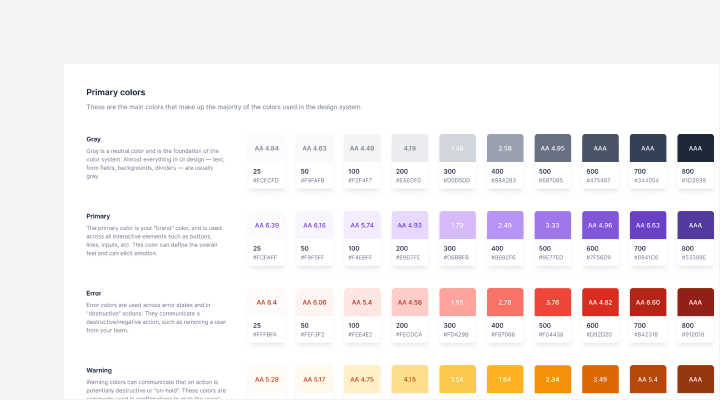 Primary colors
These are the main colors that make up the majority of the colors used in the design system.
Gray
Gray is a neutral color and is the foundation of the
color system. Almost everything in UI design — text,
form fields, backgrounds, dividers — are usually
gray.
AA 4.84 AA 4.63 AA 4.49 4.19 1.48 2.58 AA 4.95 AAA AAA AAA
25 50 100 200 300 400 500 600 700 800
#FCFCFD #F9FAFB #F2F4F7 #EAECF0 #D0D5DD #98A2B3 #667085 #475467 #344054 #1D2939
Primary
The primary color is your "brand" color, and is used
across all interactive elements such as buttons,
links, inputs, etc. This color can define the overall
feel and can elicit emotion.
AA 6.39 AA 6.16 AA 5.74 AA 4.93 1.70 2.49 3.33 AA 4.96 AA 6.63 AAA
25 50 100 200 300 400 500 600 700 800
#FCFAFF #F9F5FF #F4EBFF #E9D7FE #D6BBFB #B692F6 #9E77ED #7F56D9 #6941C6 #53389E
Error
Error colors are used across error states and in
"destructive" actions. They communicate a
destructive/negative action, such as removing a user
from your team.
AA 6.4 AA 6.06 AA 5.4 AA 4.56 1.95 2.78 3.76 AA 4.82 AA 6.60 AAA
25 50 100 200 300 400 500 600 700 800
#FFFBFA #FEF3F2 #FEE4E2 #FECDCA #FDA29B #F97066 #F04438 #D92D20 #B42318 #912018
Warning
Warning colors can communicate that an action is
potentially destructive or "on-hold". These colors are
commonly used in confirmations to grab the users'
AA 5.28 AA 5.17 AA 4.75 4.15 1.84 2.34 3.49 AA 5.4 AAA